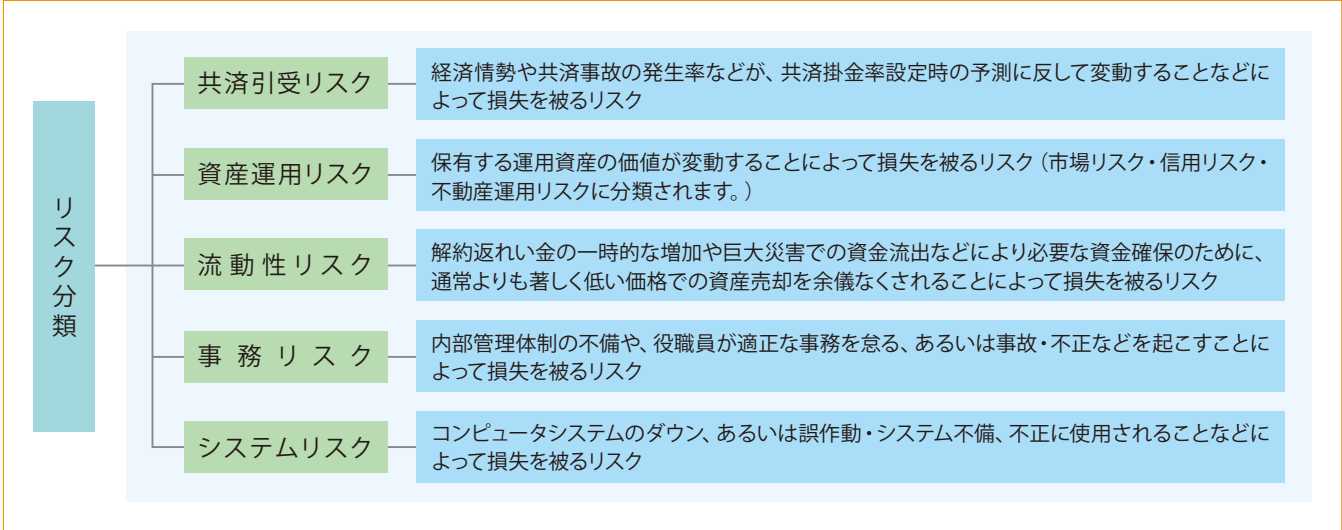 リスク分類
共済引受リスク
経済情勢や共済事故の発生率などが、共済掛金率設定時の予測に反して変動することなどに
よって損失を被るリスク
資産運用リスク
保有する運用資産の価値が変動することによって損失を被るリスク（市場リスク・信用リスク・
不動産運用リスクに分類されます。）
流動性リスク
解約返れい金の一時的な増加や巨大災害での資金流出などにより必要な資金確保のために、
通常よりも著しく低い価格での資産売却を余儀なくされることによって損失を被るリスク
事務リスク
内部管理体制の不備や、役職員が適正な事務を怠る、あるいは事故・不正などを起こすことに
よって損失を被るリスク
システムリスク
コンピュータシステムのダウン、あるいは誤作動・システム不備、不正に使用されることなどに
よって損失を被るリスク